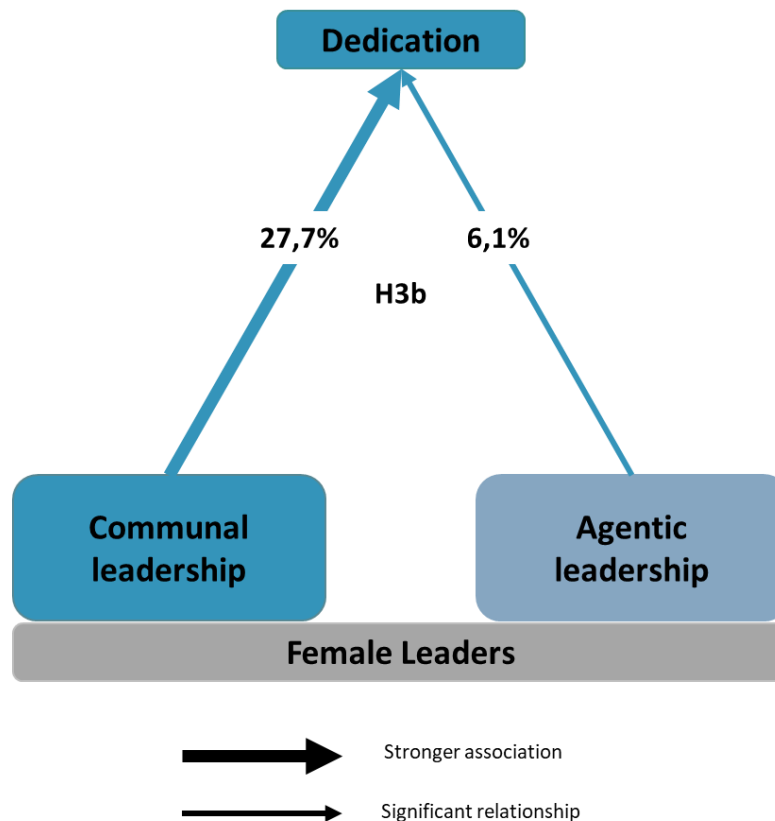 Dedication
27,7%
6,1%
H3b
Communal
leadership
Agentic
leadership
Female Leaders
Stronger association
Significant relationship